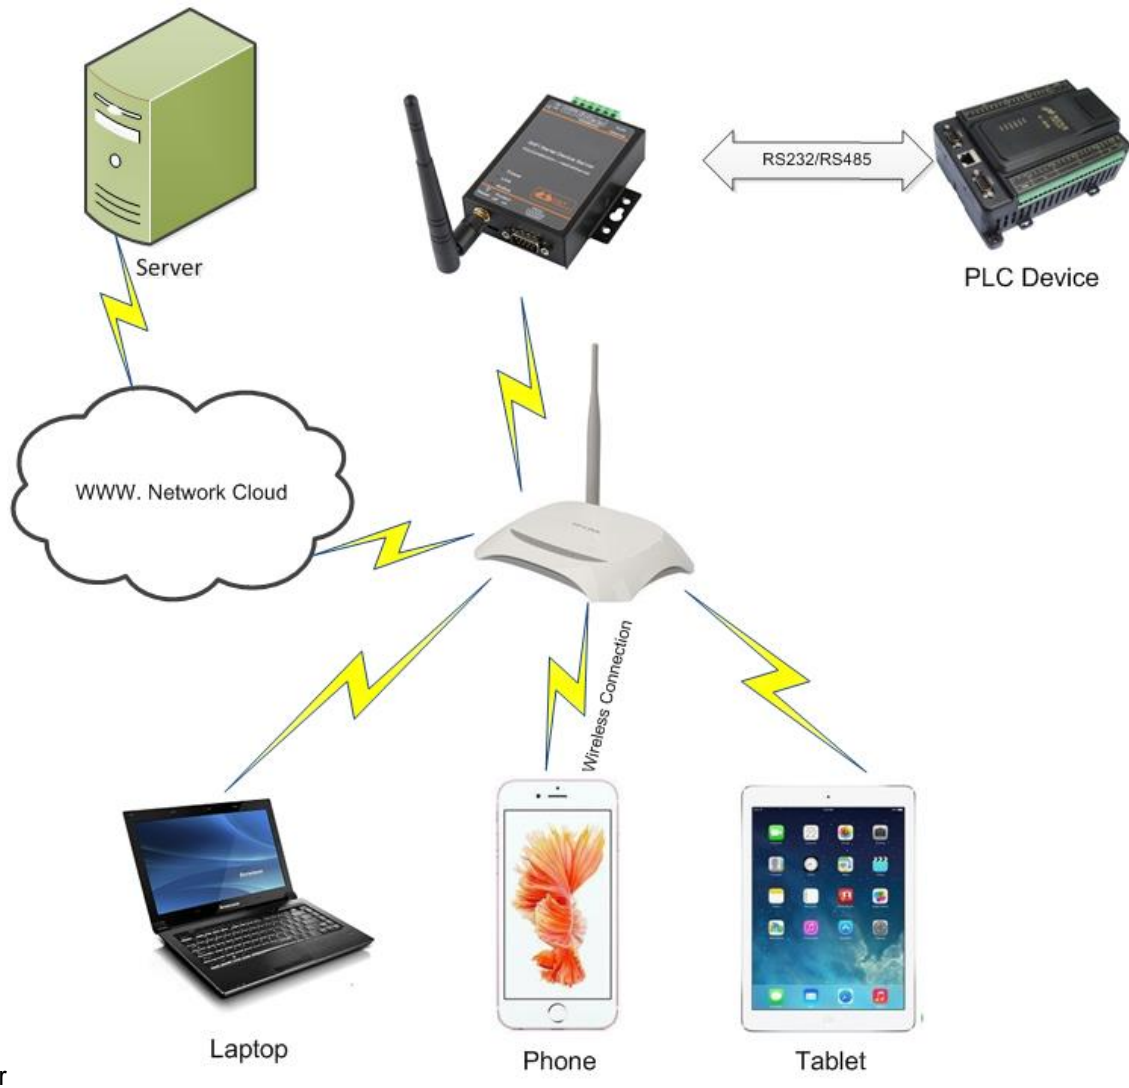 RS232/RS485
Server
PLC Device
WWW. Network Cloud
Wireless Connection
Laptop
Phone
Tablet
r